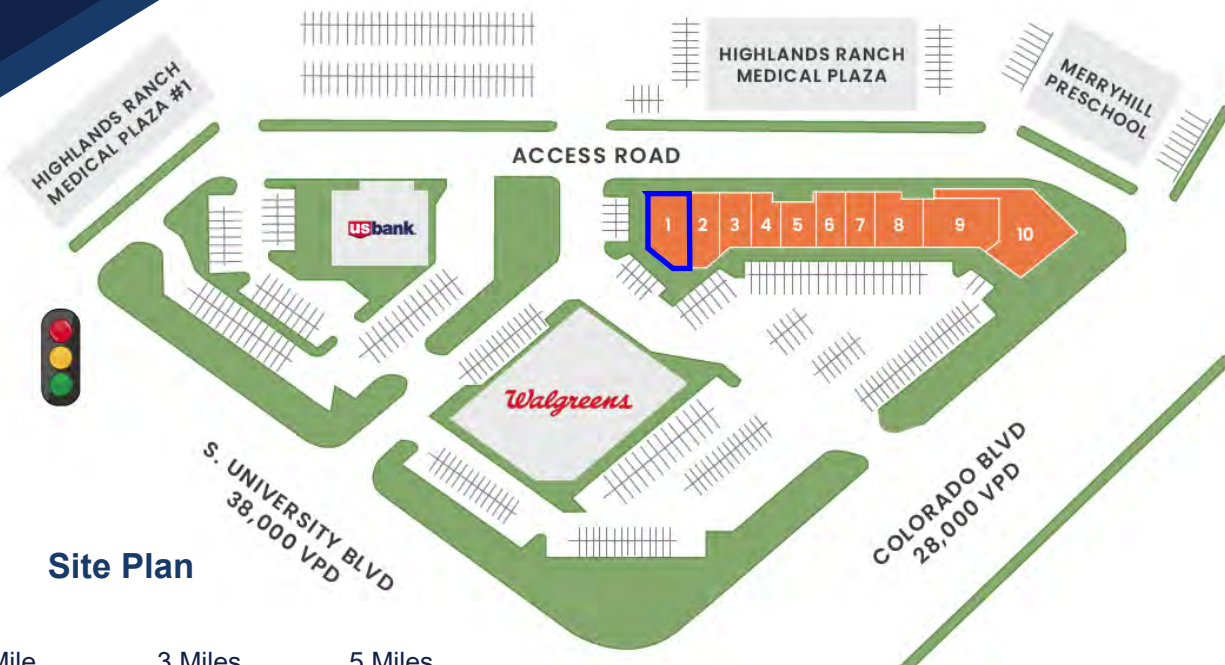 HIGHLANDS RANCH
MEDICAL PLAZA #1
HIGHLANDS RANCH
MEDICAL PLAZA
MERRYHILL
PRESCHOOL
ACCESS ROAD
usbank
1 2 3 4 5 6 7 8 9 10
Walgreens
S. UNIVERSITY BLVD
38,000 VPD
COLORADO BLVD
28,000 VPD
Site Plan
Mile 3 Miles 5 Miles